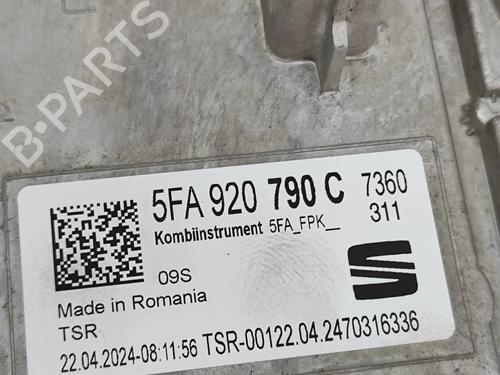 B-PARTS
5FA 920 790 C 7360
Kombiinstrument 5FA_FPK__ 311
09S
Made in Romania
TSR
22.04.2024-08:11:56 TSR-00122.04.2470316336